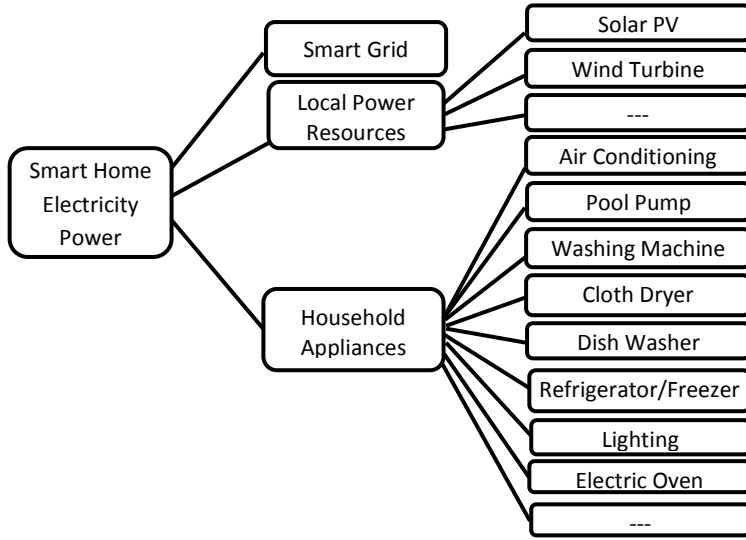 Smart Home
Electricity
Power
Smart Grid
Local Power
Resources
Solar PV
Wind Turbine
---
Household
Appliances
Air Conditioning
Pool Pump
Washing Machine
Cloth Dryer
Dish Washer
Refrigerator/Freezer
Lighting
Electric Oven
---